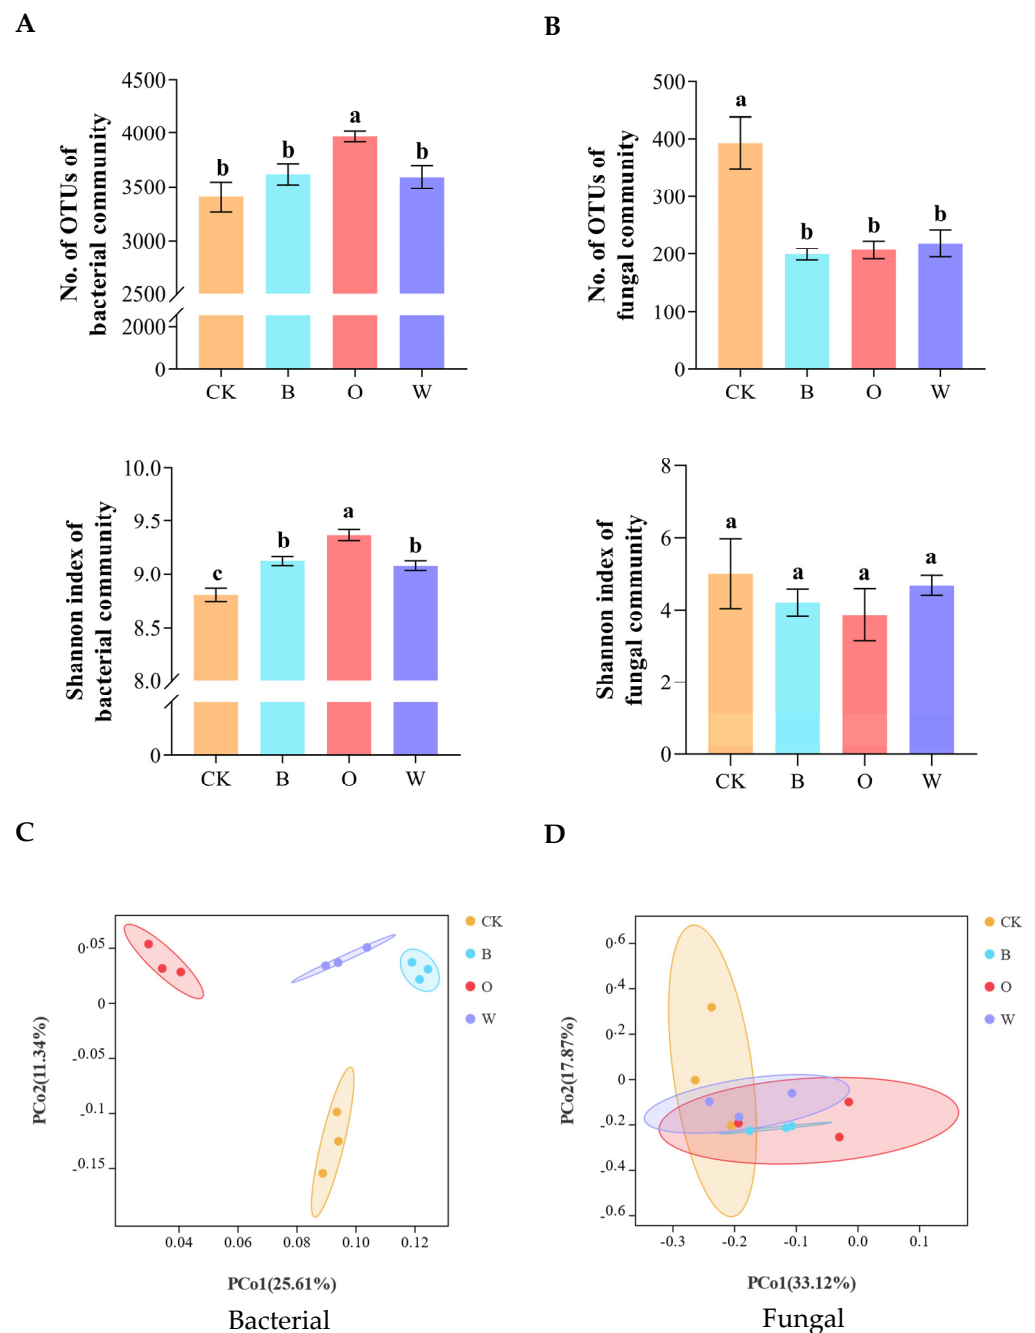 A
No. of OTUs of
bacterial community
4500
4000
3500
3000
2500
2000
0
b
b
a
b
CK B O W
B
No. of OTUs of
fungal community
500
400
300
200
100
0
a
b
b
b
CK B O W
Shannon index of
bacterial community
10.0
9.5
9.0
8.5
8.0
0
c
b
a
b
CK B O W
Shannon index of
fungal community
8
6
4
2
0
a
a
a
a
CK B O W
C
PCo2(11.34%)
0.05
0
-0.05
-0.1
-0.15
0.04 0.06 0.08 0.10 0.12
PCo1(25.61%)
Bacterial
CK
B
O
W
D
PCo2(17.87%)
0.6
0.4
0.2
0
-0.2
-0.4
-0.6
-0.3 -0.2 -0.1 0.0 0.1
PCo1(33.12%)
Fungal
CK
B
O
W